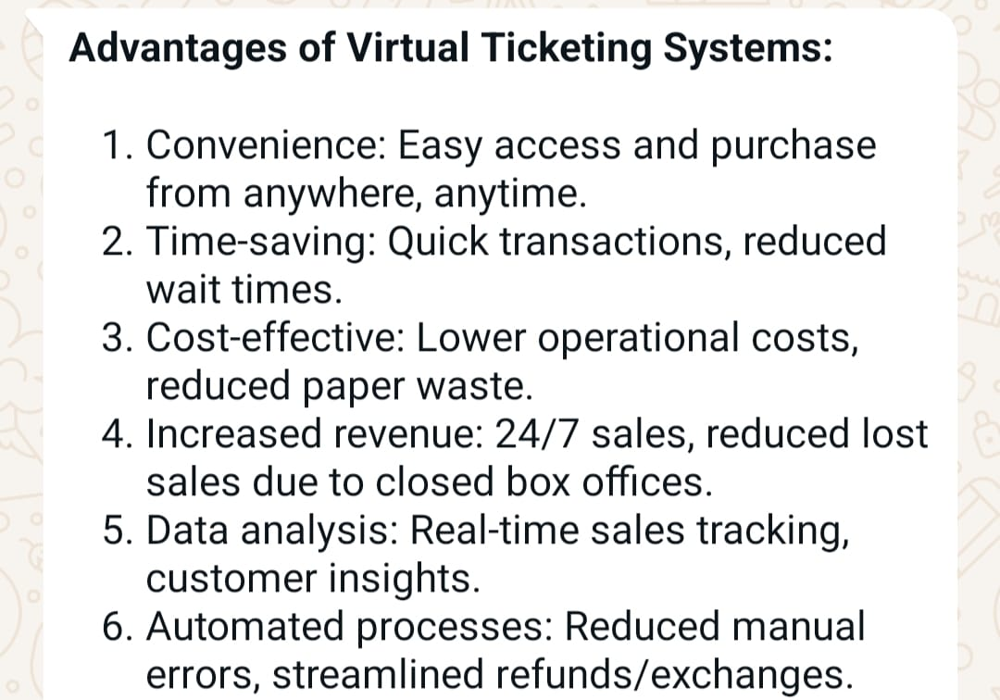 Advantages of Virtual Ticketing Systems:
1. Convenience: Easy access and purchase
from anywhere, anytime.
2. Time-saving: Quick transactions, reduced
wait times.
3. Cost-effective: Lower operational costs,
reduced paper waste.
4. Increased revenue: 24/7 sales, reduced lost
sales due to closed box offices.
5. Data analysis: Real-time sales tracking,
customer insights.
6. Automated processes: Reduced manual
errors, streamlined refunds/exchanges.